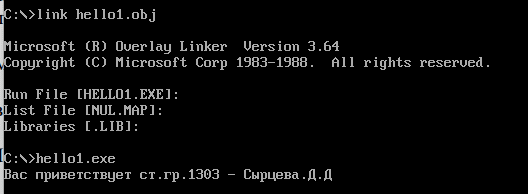 C:\>link hello1.obj
Microsoft (R) Overlay Linker  Version 3.64
Copyright (C) Microsoft Corp 1983-1988.  All rights reserved.
Run File [HELLO1.EXE]:
List File [NUL.MAP]:
Libraries [.LIB]:
C:\>hello1.exe
Вас приветствует ст.гр.1303 - Сырцева.Д.Д